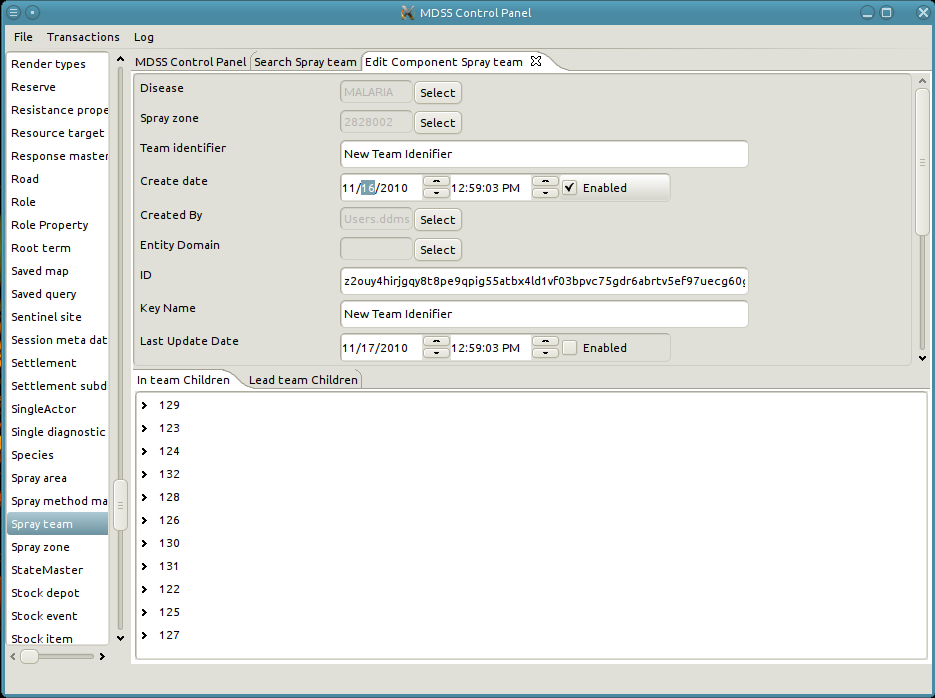 MDSS Control Panel
File Transactions Log
Render types
Reserve
Resistance prope
Resource target
Response master
Road
Role
Role Property
Root term
Saved map
Saved query
Sentinel site
Session meta dat
Settlement
Settlement subd
SingleActor
Single diagnostic
Species
Spray area
Spray method ma
Spray team
Spray zone
StateMaster
Stock depot
Stock event
Stock item
MDSS Control Panel Search Spray team Edit Component Spray team
Disease MALARIA Select
Spray zone 2828002 Select
Team identifier New Team Idenifier
Create date 11/16/2010 12:59:03 PM Enabled
Created By Users.ddms Select
Entity Domain Select
ID z2ouy4hirjgqy8t8pe9qpig55atbx4ld1vf03bpvc75gdr6abrtv5ef97uecg60g
Key Name New Team Idenifier
Last Update Date 11/17/2010 12:59:03 PM Enabled
In team Children Lead team Children
129
123
124
132
128
126
130
131
122
125
127